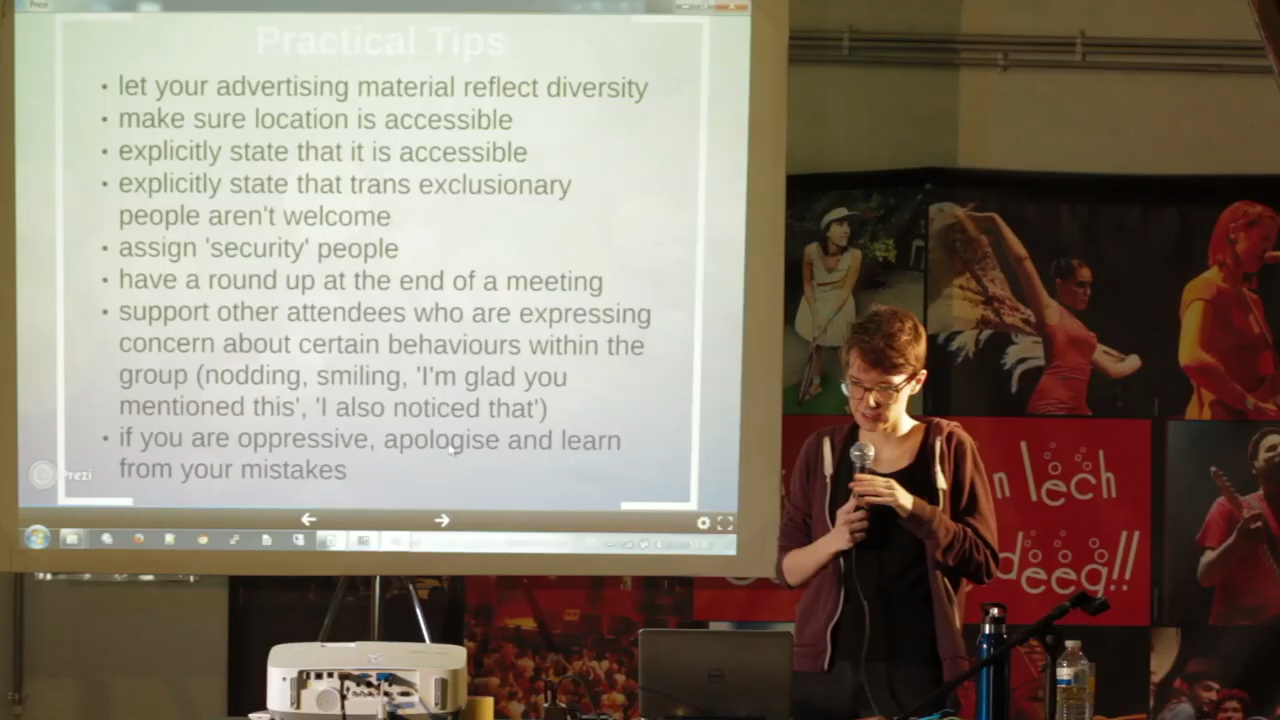 Prezi
Practical Tips
• let your advertising material reflect diversity
• make sure location is accessible
• explicitly state that it is accessible
• explicitly state that trans exclusionary
people aren't welcome
• assign 'security' people
• have a round up at the end of a meeting
• support other attendees who are expressing
concern about certain behaviours within the
group (nodding, smiling, 'I'm glad you
mentioned this', 'I also noticed that')
• if you are oppressive, apologise and learn
from your mistakes
Prezi
n lëch
deeg!!
DELL